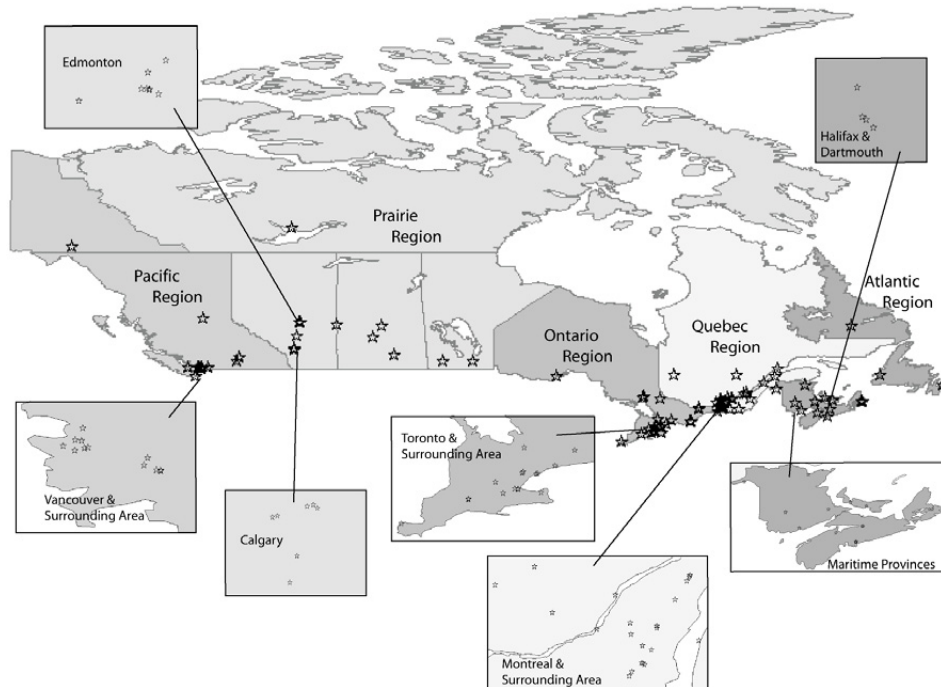 Edmonton
Halifax &
Dartmouth
Prairie
Region
Pacific
Region
Atlantic
Region
Ontario
Region
Quebec
Region
Toronto &
Surrounding Area
Vancouver &
Surrounding Area
Calgary
Maritime Provinces
Montreal &
Surrounding Area